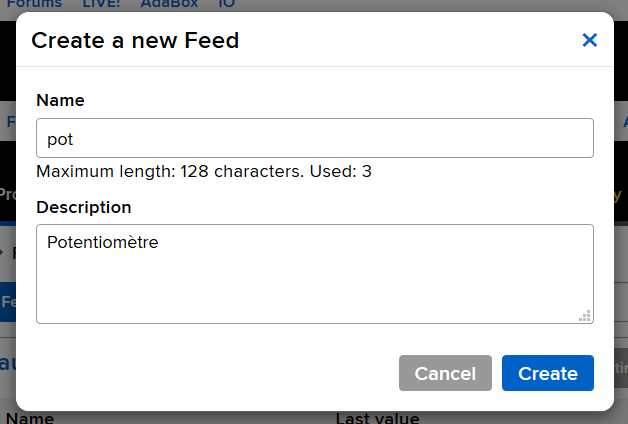 Forums LIVE! AdaBox IO
Create a new Feed ×
Name
pot
Maximum length: 128 characters. Used: 3
Description
Potentiomètre
Cancel Create
Name Last value